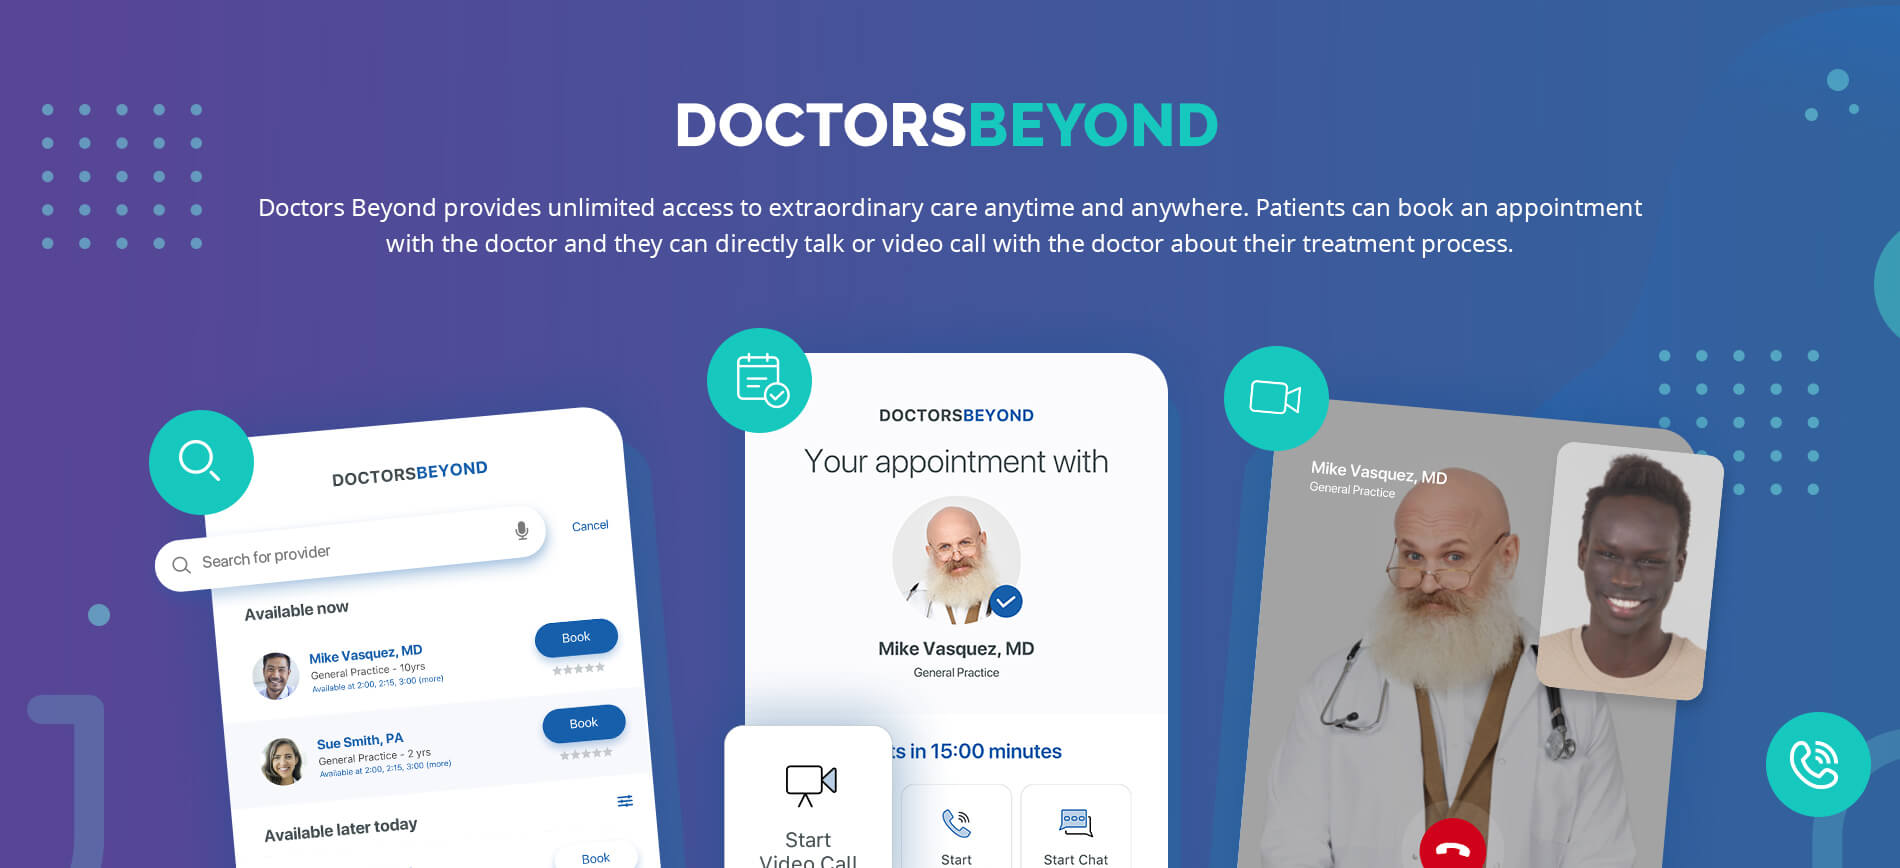 DOCTORSBEYOND
Doctors Beyond provides unlimited access to extraordinary care anytime and anywhere. Patients can book an appointment
with the doctor and they can directly talk or video call with the doctor about their treatment process.
DOCTORSBEYOND
Search for provider
Cancel
Available now
Mike Vasquez, MD
General Practice - 10yrs
Available at 2:00, 2:15, 3:00 (more)
Book
Sue Smith, PA
General Practice - 2 yrs
Available at 2:00, 2:15, 3:00 (more)
Book
Available later today
Book
DOCTORSBEYOND
Your appointment with
Mike Vasquez, MD
General Practice
in 15:00 minutes
Start
Video Call
Start
Start Chat
Mike Vasquez, MD
General Practice